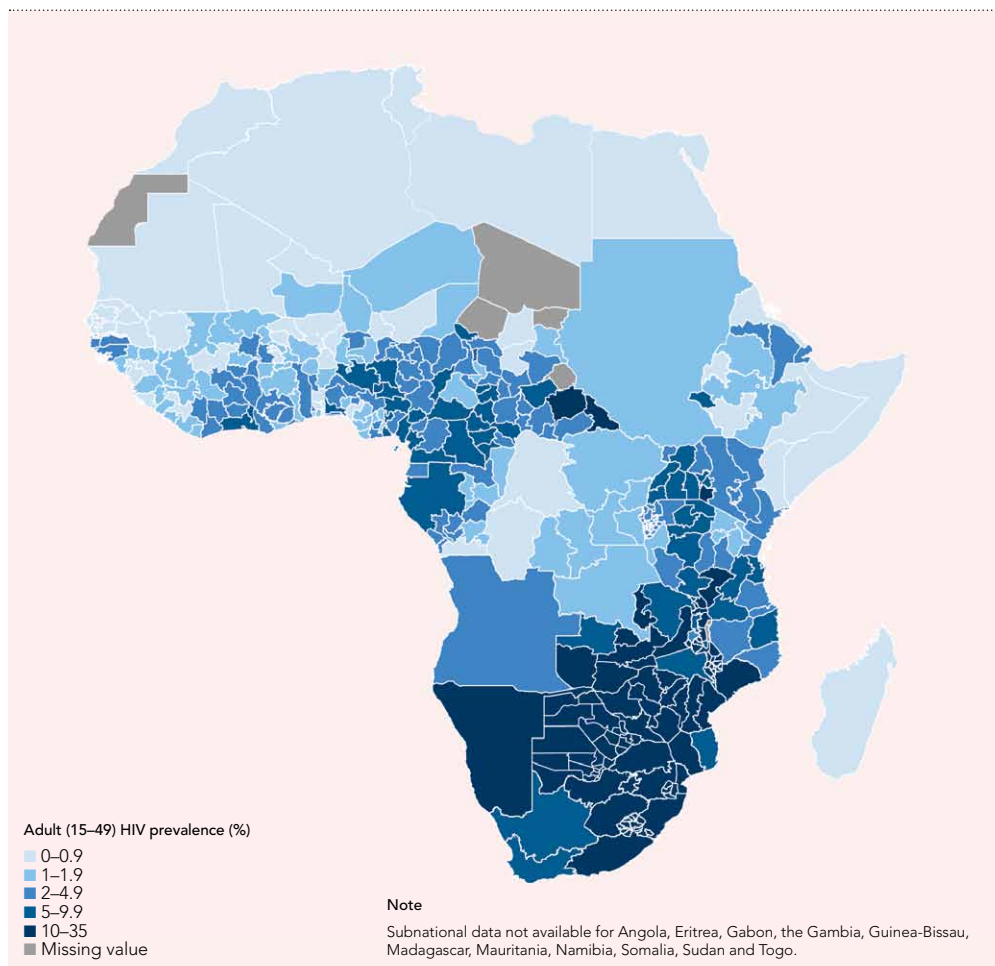 Adult (15–49) HIV prevalence (%)
0–0.9
1–1.9
2–4.9
5–9.9
10–35
Missing value
Note
Subnational data not available for Angola, Eritrea, Gabon, the Gambia, Guinea-Bissau,
Madagascar, Mauritania, Namibia, Somalia, Sudan and Togo.